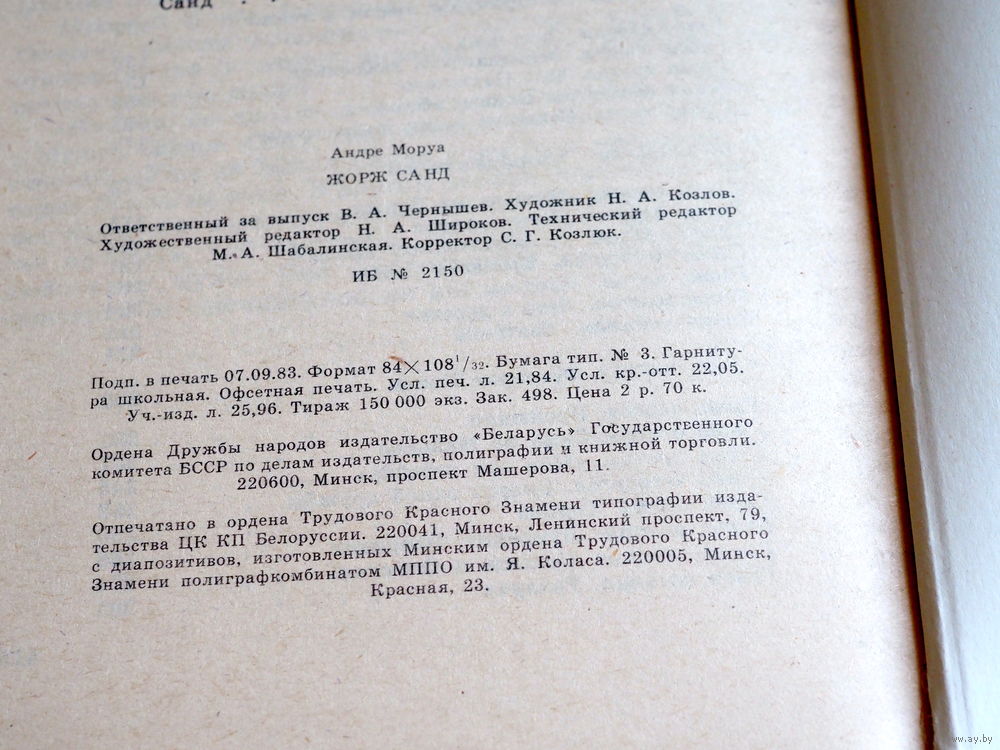 Санд
Андре Моруа
ЖОРЖ САНД
Ответственный за выпуск В. А. Чернышев. Художник Н. А. Козлов.
Художественный редактор Н. А. Широков. Технический редактор
М. А. Шабалинская. Корректор С. Г. Козлюк.
ИБ № 2150
Подп. в печать 07.09.83. Формат 84×108¹/₃₂. Бумага тип. № 3. Гарниту-
ра школьная. Офсетная печать. Усл. печ. л. 21,84. Усл. кр.-отт. 22,05.
Уч.-изд. л. 25,96. Тираж 150 000 экз. Зак. 498. Цена 2 р. 70 к.
Ордена Дружбы народов издательство «Беларусь» Государственного
комитета БССР по делам издательств, полиграфии и книжной торговли.
220600, Минск, проспект Машерова, 11.
Отпечатано в ордена Трудового Красного Знамени типографии изда-
тельства ЦК КП Белоруссии. 220041, Минск, Ленинский проспект, 79,
с диапозитивов, изготовленных Минским ордена Трудового Красного
Знамени полиграфкомбинатом МППО им. Я. Коласа. 220005, Минск,
Красная, 23.
www.ay.by